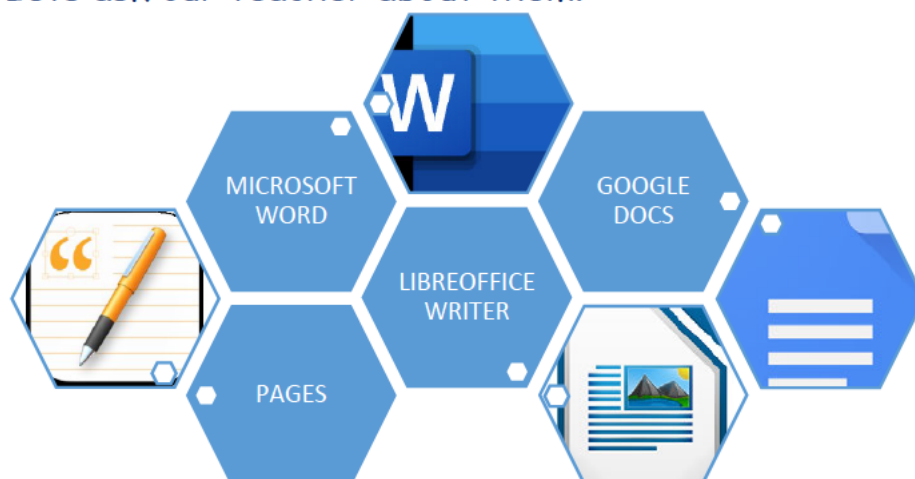 W
MICROSOFT
WORD
GOOGLE
DOCS
LIBREOFFICE
WRITER
PAGES